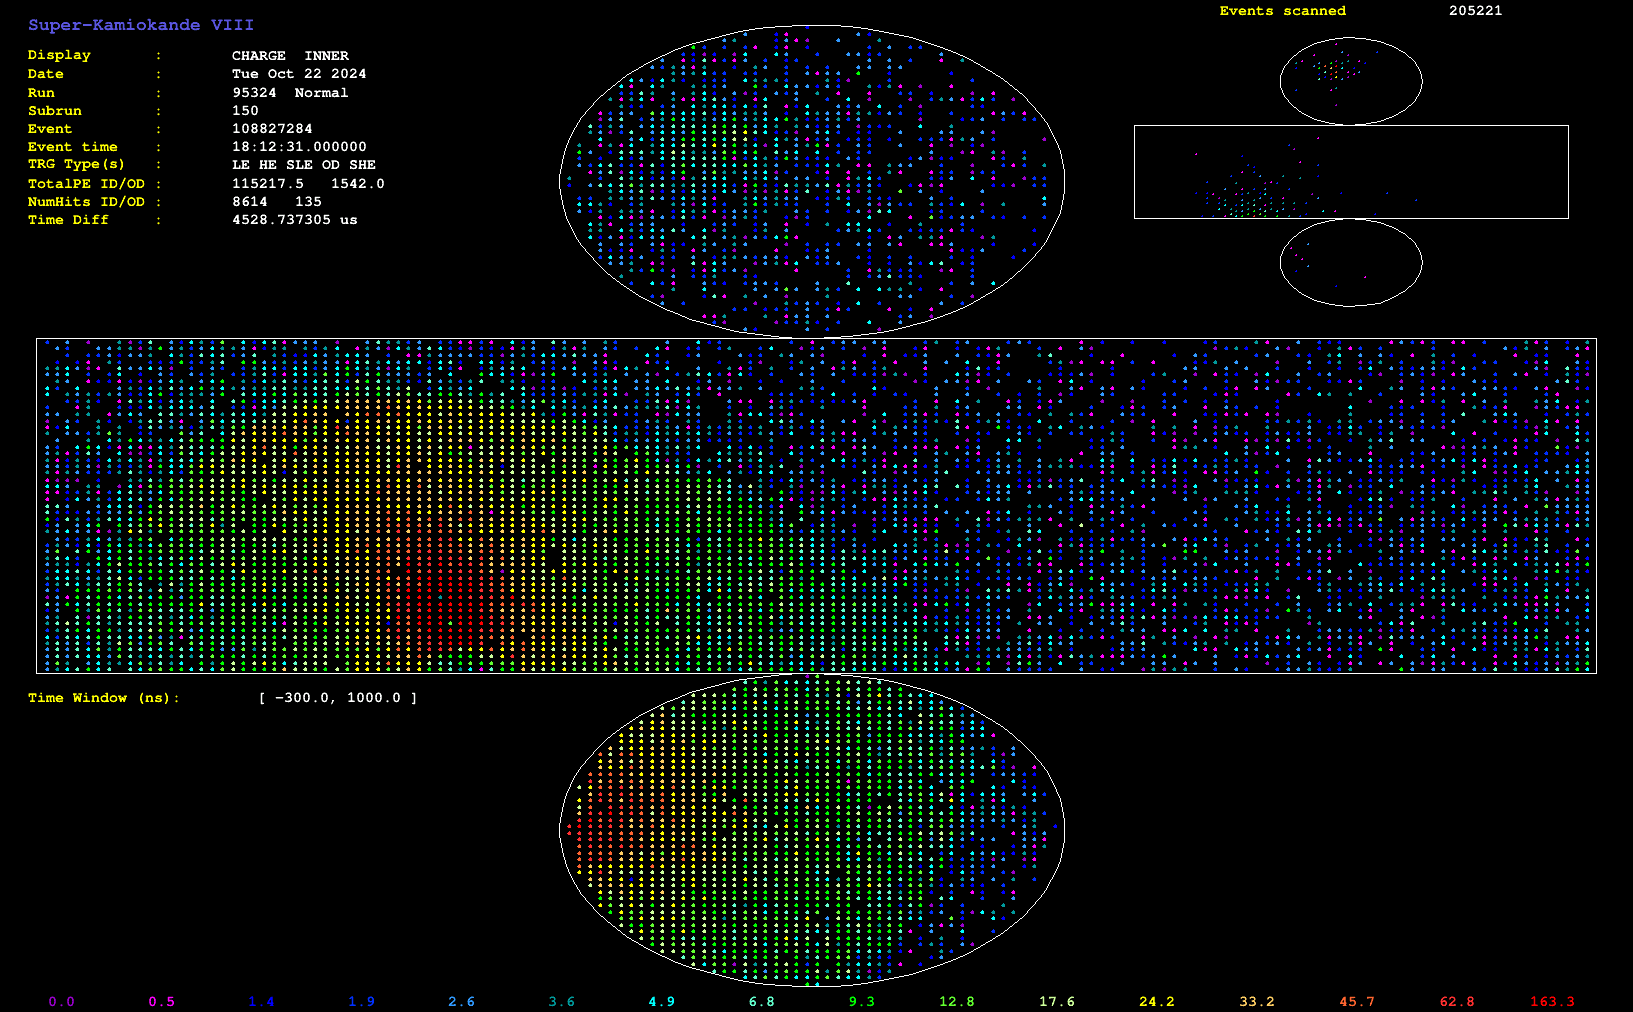 Super-Kamiokande VIII
Events scanned 205221
Display : CHARGE INNER
Date : Tue Oct 22 2024
Run : 95324 Normal
Subrun : 150
Event : 108827284
Event time : 18:12:31.000000
TRG Type(s) : LE HE SLE OD SHE
TotalPE ID/OD : 115217.5 1542.0
NumHits ID/OD : 8614 135
Time Diff : 4528.737305 us
Time Window (ns): [ −300.0, 1000.0 ]
0.0 0.5 1.4 1.9 2.6 3.6 4.9 6.8 9.3 12.8 17.6 24.2 33.2 45.7 62.8 163.3